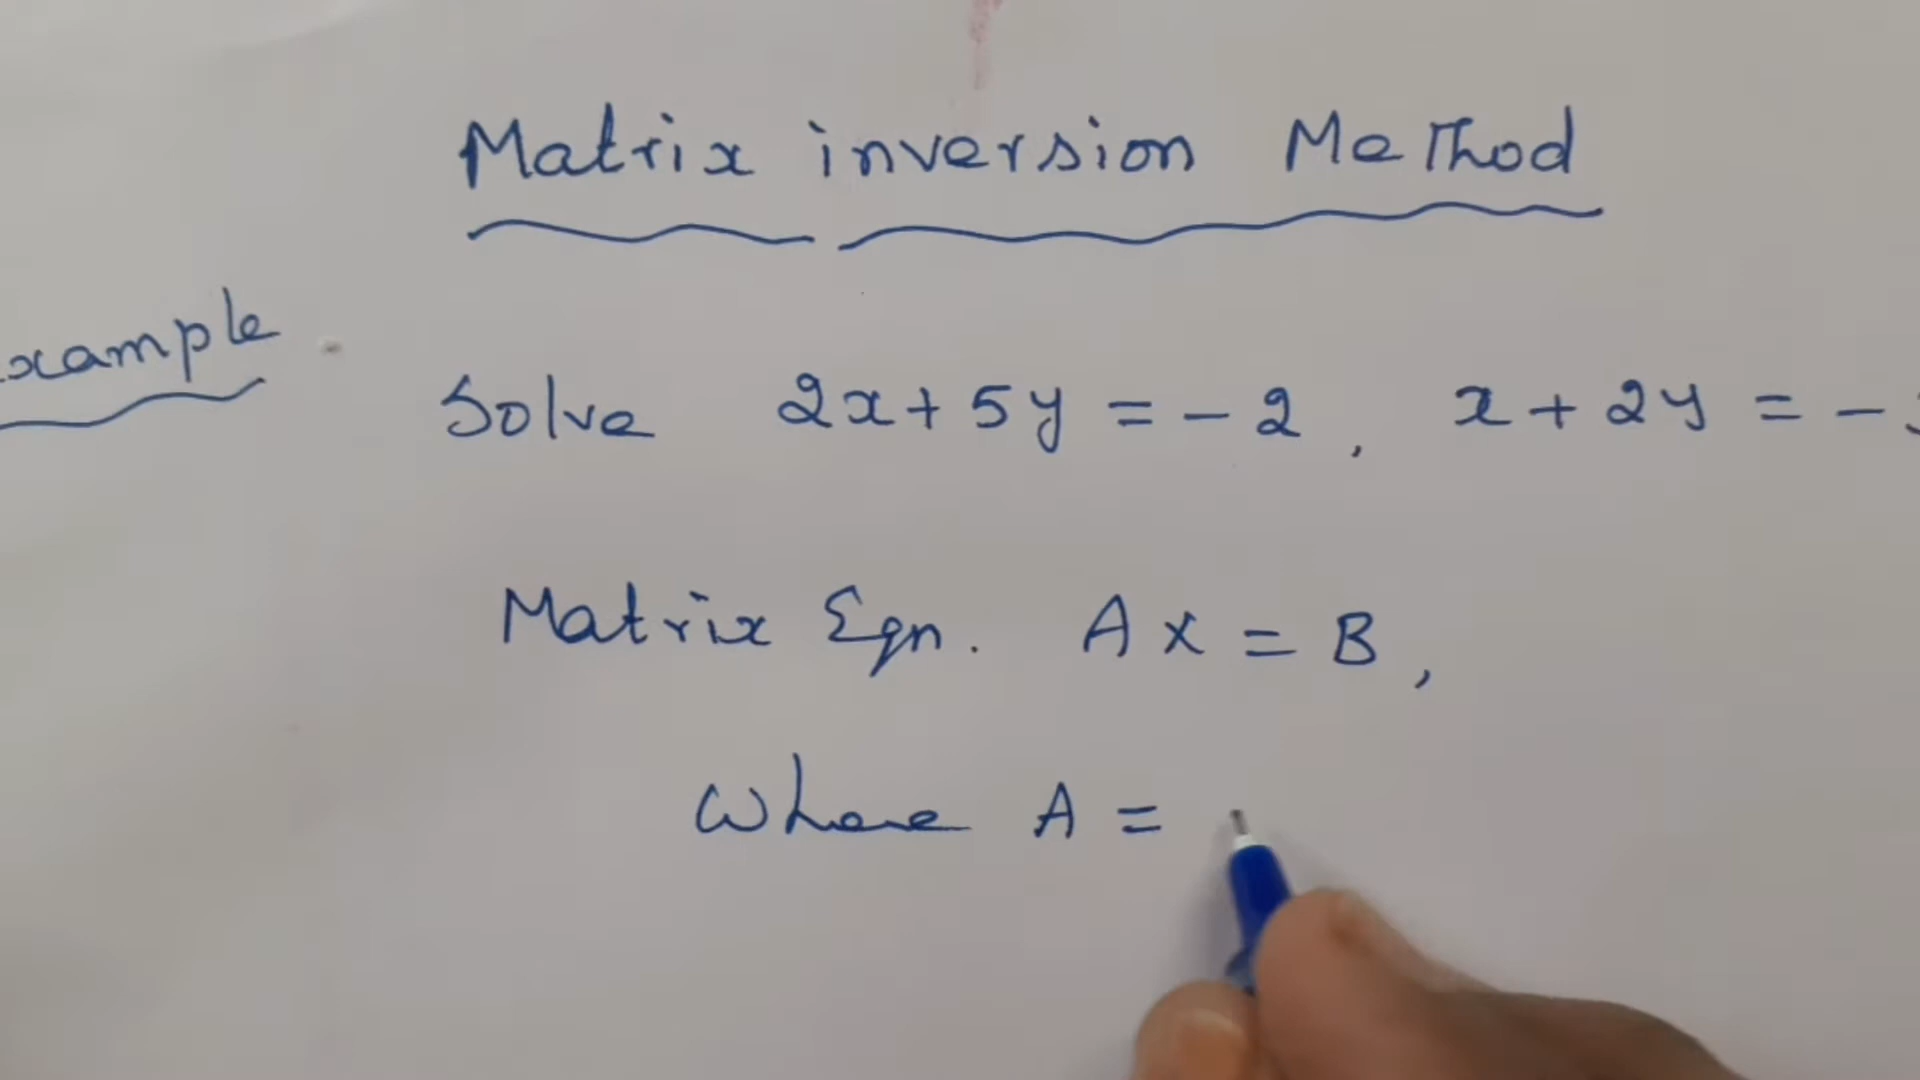 Matrix inversion Method
xample
Solve 2x + 5y = -2, x + 2y = -
Matrix Eqn. AX = B,
Where A =